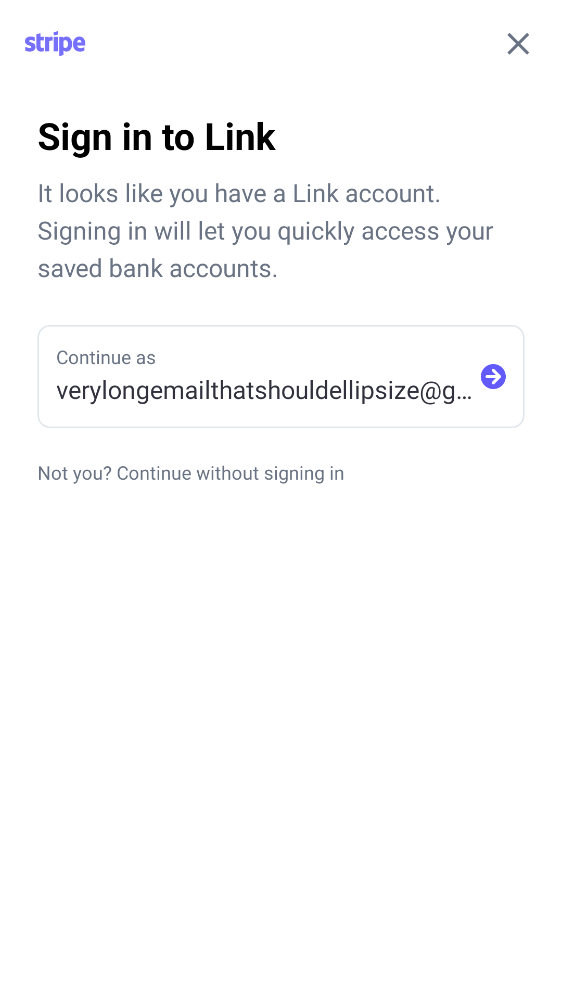 stripe
Sign in to Link
It looks like you have a Link account.
Signing in will let you quickly access your
saved bank accounts.
Continue as
verylongemailthatshouldellipsize@g...
Not you? Continue without signing in